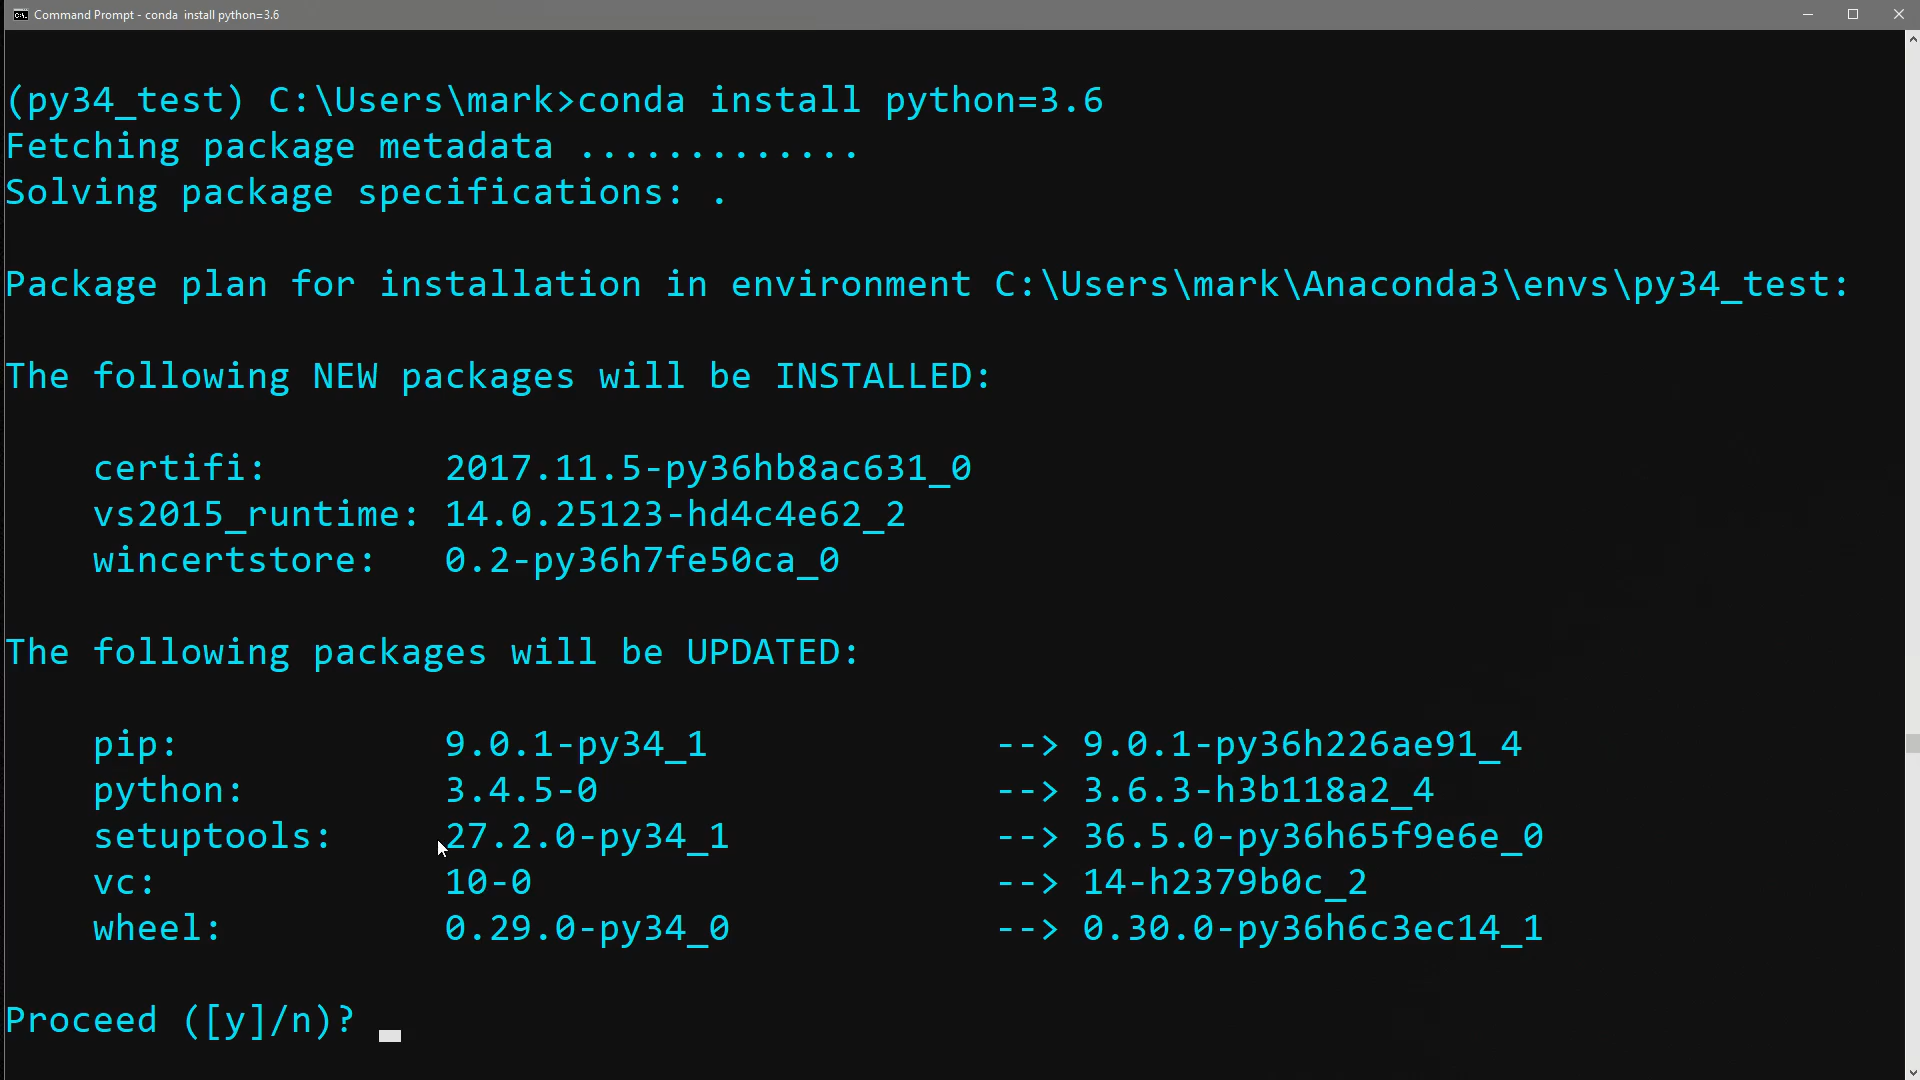 Command Prompt - conda  install python=3.6
(py34_test) C:\Users\mark>conda install python=3.6
Fetching package metadata .............
Solving package specifications: .
Package plan for installation in environment C:\Users\mark\Anaconda3\envs\py34_test:
The following NEW packages will be INSTALLED:
certifi:        2017.11.5-py36hb8ac631_0
vs2015_runtime: 14.0.25123-hd4c4e62_2
wincertstore:   0.2-py36h7fe50ca_0
The following packages will be UPDATED:
pip:            9.0.1-py34_1             --> 9.0.1-py36h226ae91_4
python:         3.4.5-0                  --> 3.6.3-h3b118a2_4
setuptools:     27.2.0-py34_1            --> 36.5.0-py36h65f9e6e_0
vc:             10-0                     --> 14-h2379b0c_2
wheel:          0.29.0-py34_0            --> 0.30.0-py36h6c3ec14_1
Proceed ([y]/n)?